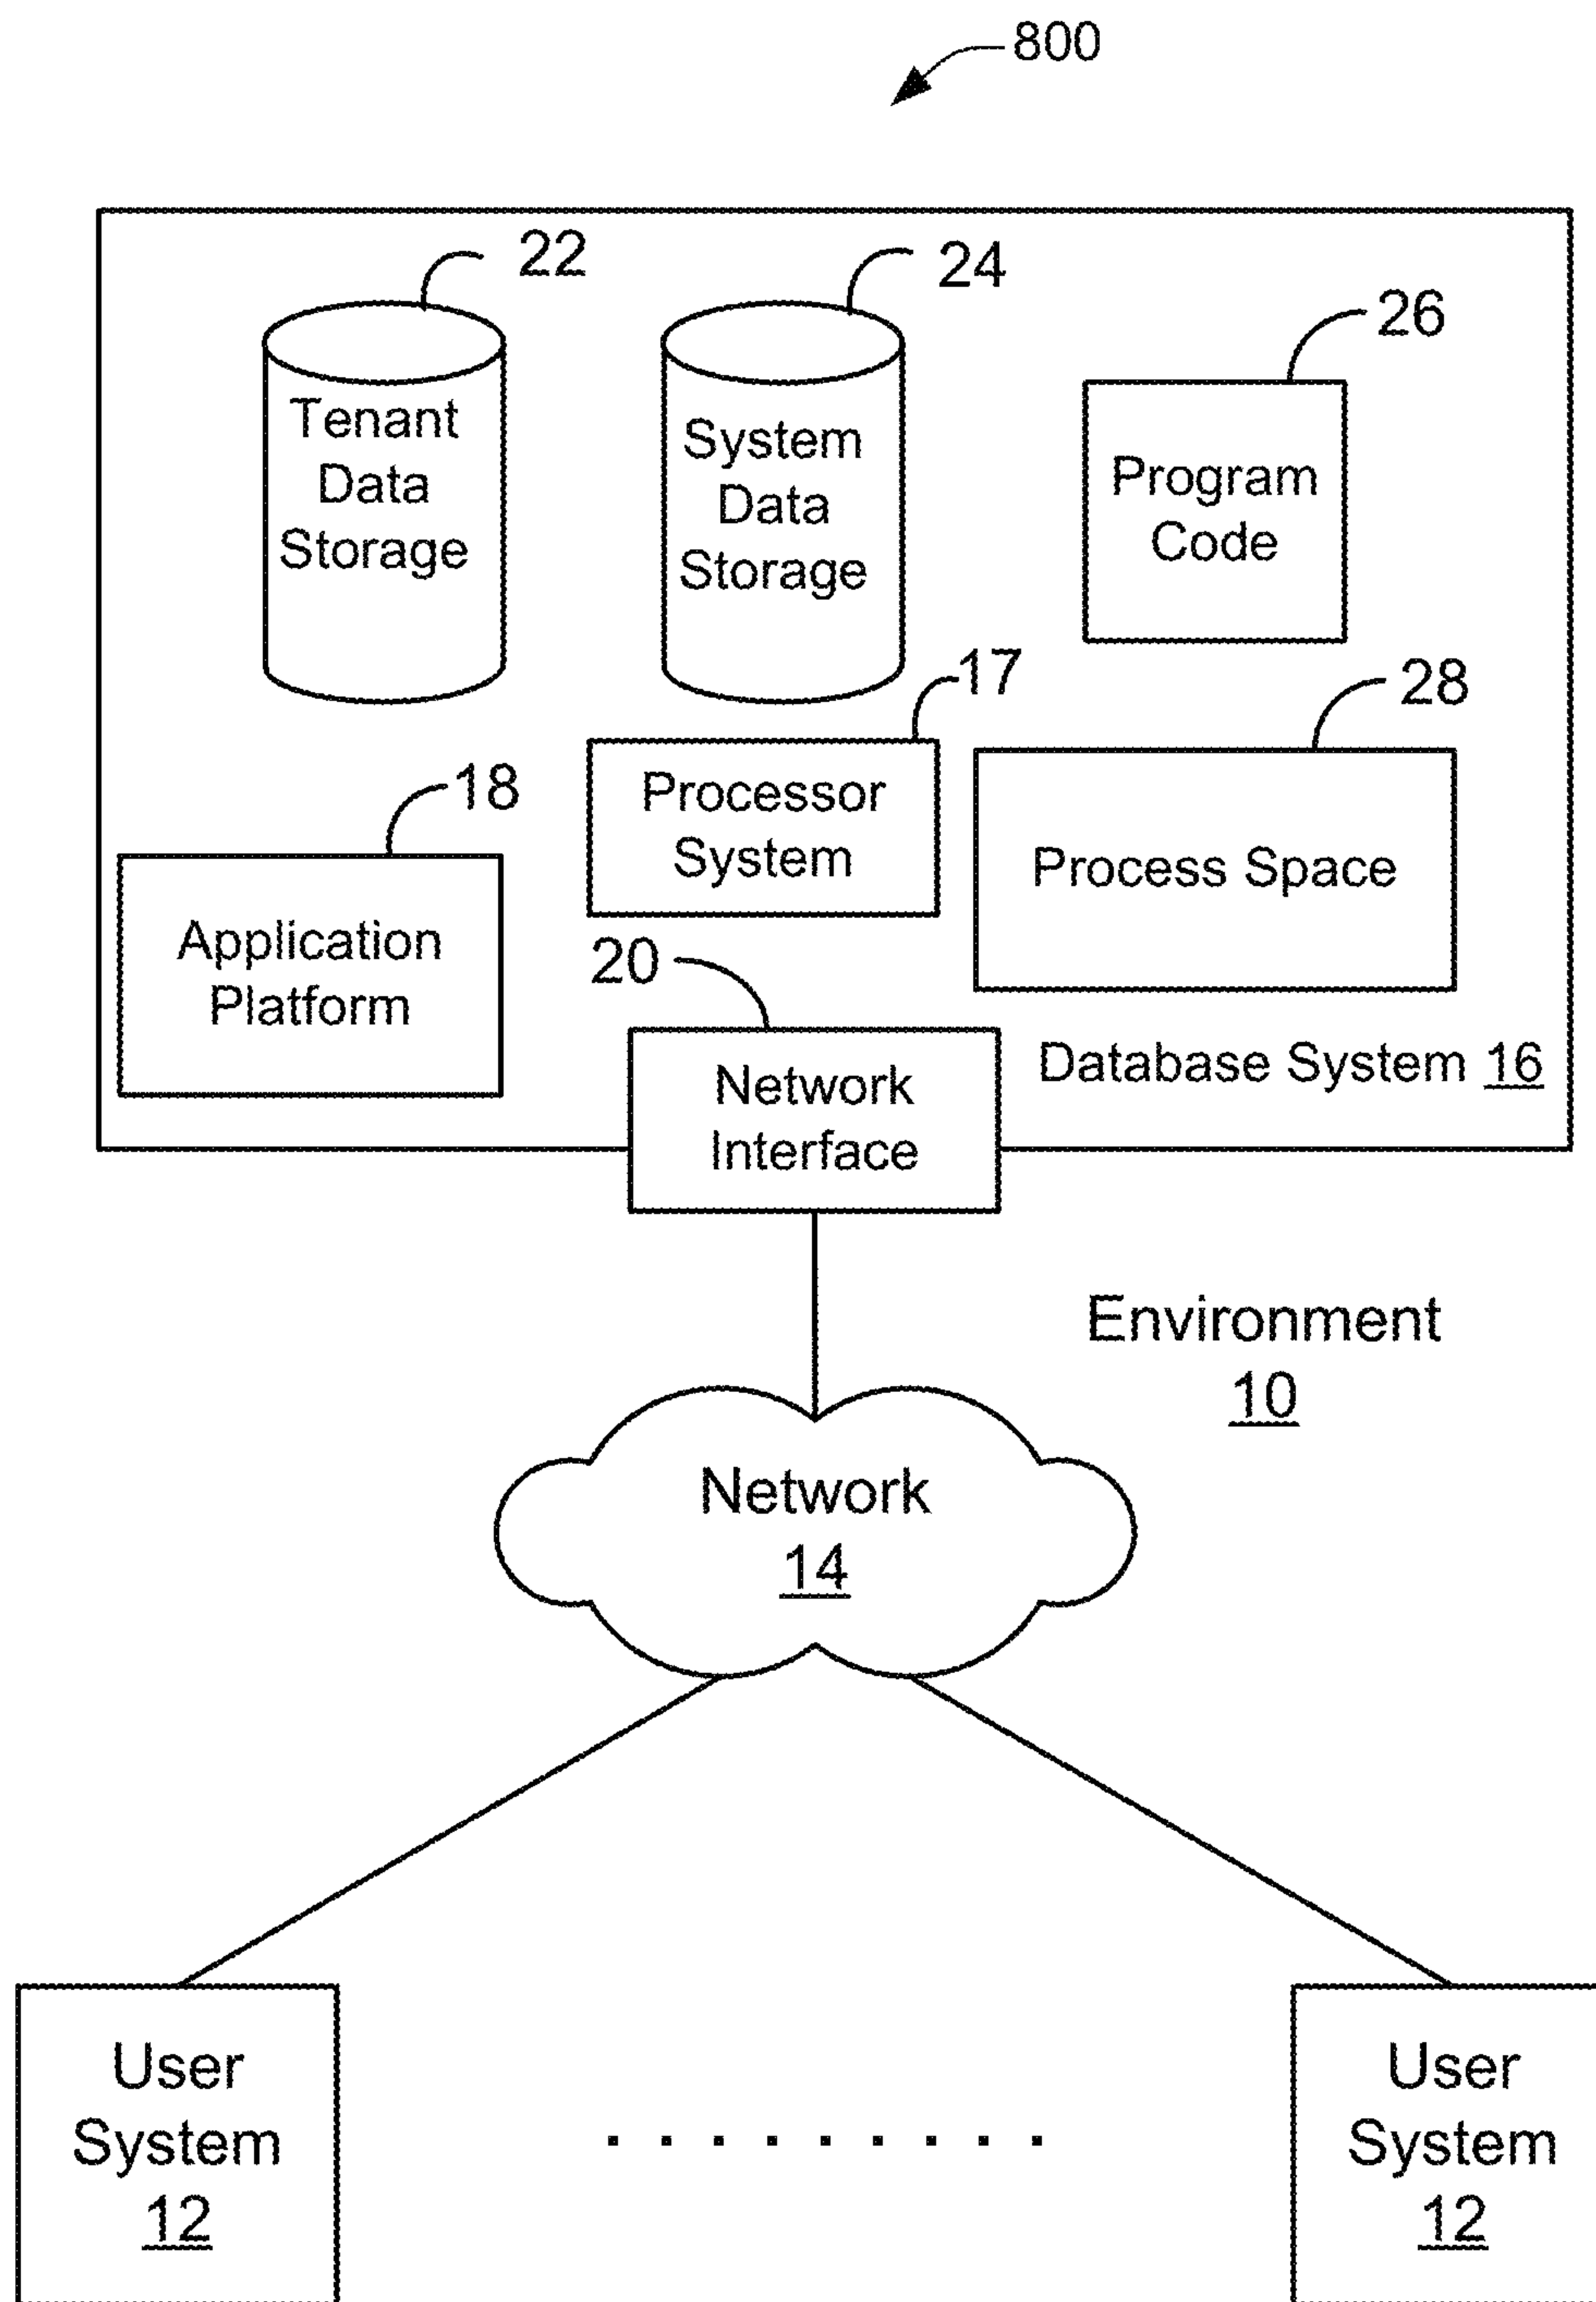 800
22
24
26
Tenant
Data
Storage
System
Data
Storage
Program
Code
17
28
18
Processor
System
Process Space
Application
Platform
20
Network
Interface
Database System 16
Environment
10
Network
14
User
System
12
. . . . . . . . .
User
System
12